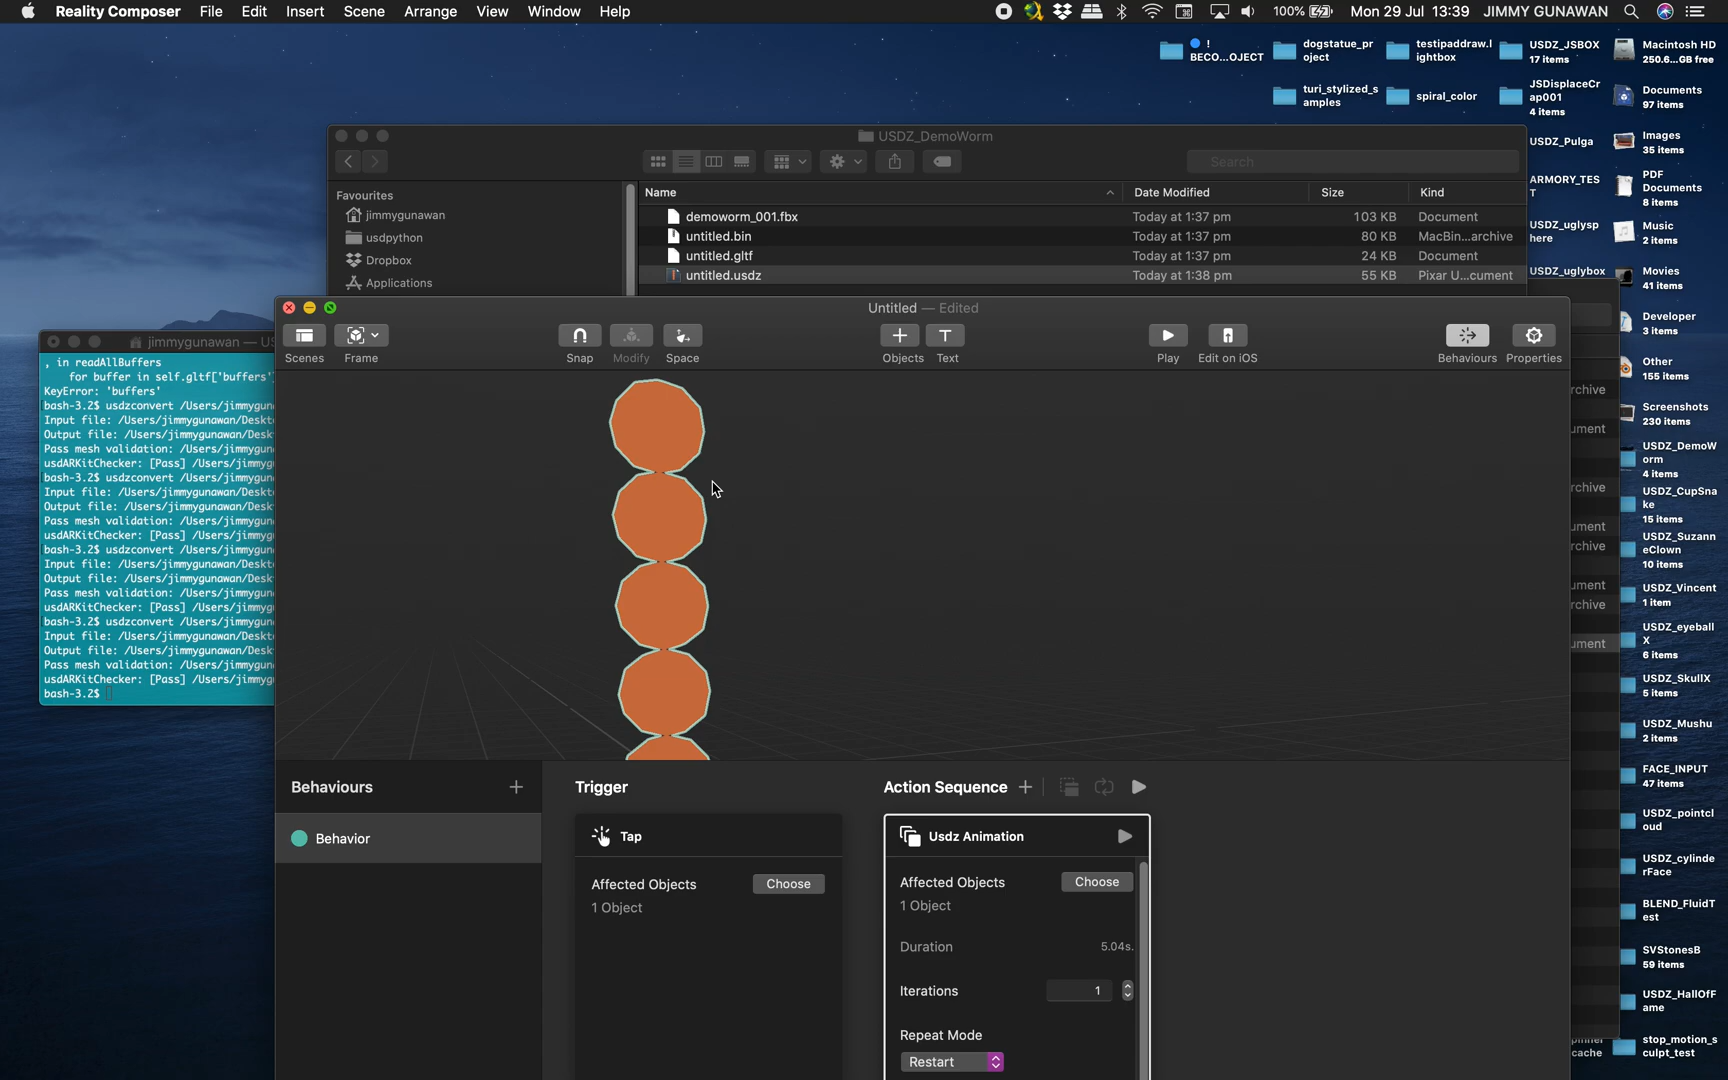 Reality Composer File Edit Insert Scene Arrange View Window Help
100% Mon 29 Jul 13:39 JIMMY GUNAWAN
!
BECO...OJECT
dogstatue_pr
oject
testipaddraw.l
ightbox
USDZ_JSBOX
17 items
Macintosh HD
250.6...GB free
turi_stylized_s
amples
spiral_color
JSDisplaceCr
ap001
4 items
Documents
97 items
USDZ_Pulga
Images
35 items
ARMORY_TES
T
PDF
Documents
8 items
USDZ_uglysp
here
Music
2 items
USDZ_uglybox
Movies
41 items
Developer
3 items
Other
155 items
Screenshots
230 items
USDZ_DemoW
orm
4 items
USDZ_CupSna
ke
15 items
USDZ_Suzann
eClown
10 items
USDZ_Vincent
1 item
USDZ_eyeball
X
6 items
USDZ_SkullX
5 items
USDZ_Mushu
2 items
FACE_INPUT
47 items
USDZ_pointcl
oud
USDZ_cylinde
rFace
BLEND_FluidT
est
SVStonesB
59 items
USDZ_HallOfF
ame
stop_motion_s
culpt_test
cache
USDZ_DemoWorm
Search
Favourites
jimmygunawan
usdpython
Dropbox
Applications
Name Date Modified Size Kind
demoworm_001.fbx Today at 1:37 pm 103 KB Document
untitled.bin Today at 1:37 pm 80 KB MacBin...archive
untitled.gltf Today at 1:37 pm 24 KB Document
untitled.usdz Today at 1:38 pm 55 KB Pixar U...cument
rchive
ument
rchive
ument
rchive
ument
rchive
ument
jimmygunawan — US
, in readAllBuffers
for buffer in self.gltf['buffers']
KeyError: 'buffers'
bash-3.2$ usdzconvert /Users/jimmygun
Input file: /Users/jimmygunawan/Deskt
Output file: /Users/jimmygunawan/Desk
Pass mesh validation: /Users/jimmygu
usdARKitChecker: [Pass] /Users/jimmyg
bash-3.2$ usdzconvert /Users/jimmygun
Input file: /Users/jimmygunawan/Deskt
Output file: /Users/jimmygunawan/Desk
Pass mesh validation: /Users/jimmygu
usdARKitChecker: [Pass] /Users/jimmyg
bash-3.2$ usdzconvert /Users/jimmygun
Input file: /Users/jimmygunawan/Deskt
Output file: /Users/jimmygunawan/Desk
Pass mesh validation: /Users/jimmygu
usdARKitChecker: [Pass] /Users/jimmyg
bash-3.2$ usdzconvert /Users/jimmygun
Input file: /Users/jimmygunawan/Deskt
Output file: /Users/jimmygunawan/Desk
Pass mesh validation: /Users/jimmygu
usdARKitChecker: [Pass] /Users/jimmyg
bash-3.2$
Untitled — Edited
Scenes Frame Snap Modify Space Objects Text Play Edit on iOS Behaviours Properties
Behaviours
Behavior
Trigger
Tap
Affected Objects Choose
1 Object
Action Sequence
Usdz Animation
Affected Objects Choose
1 Object
Duration 5.04s.
Iterations 1
Repeat Mode
Restart